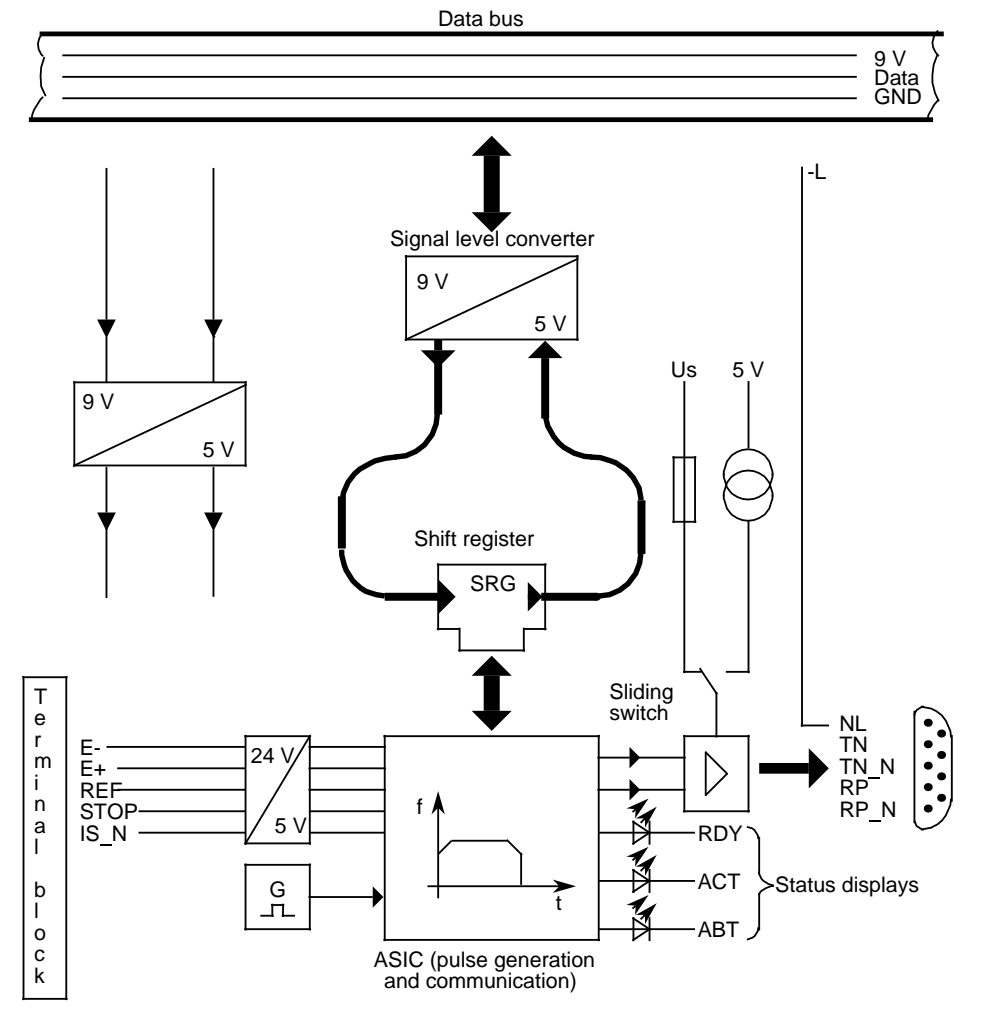 Data bus
9 V
Data
GND
-L
Signal level converter
9 V
5 V
Us
5 V
9 V
5 V
Shift register
SRG
Sliding
switch
Terminal block
E-
E+
REF
STOP
IS_N
24 V
5 V
G
f
t
ASIC (pulse generation
and communication)
NL
TN
TN_N
RP
RP_N
RDY
ACT
ABT
Status displays